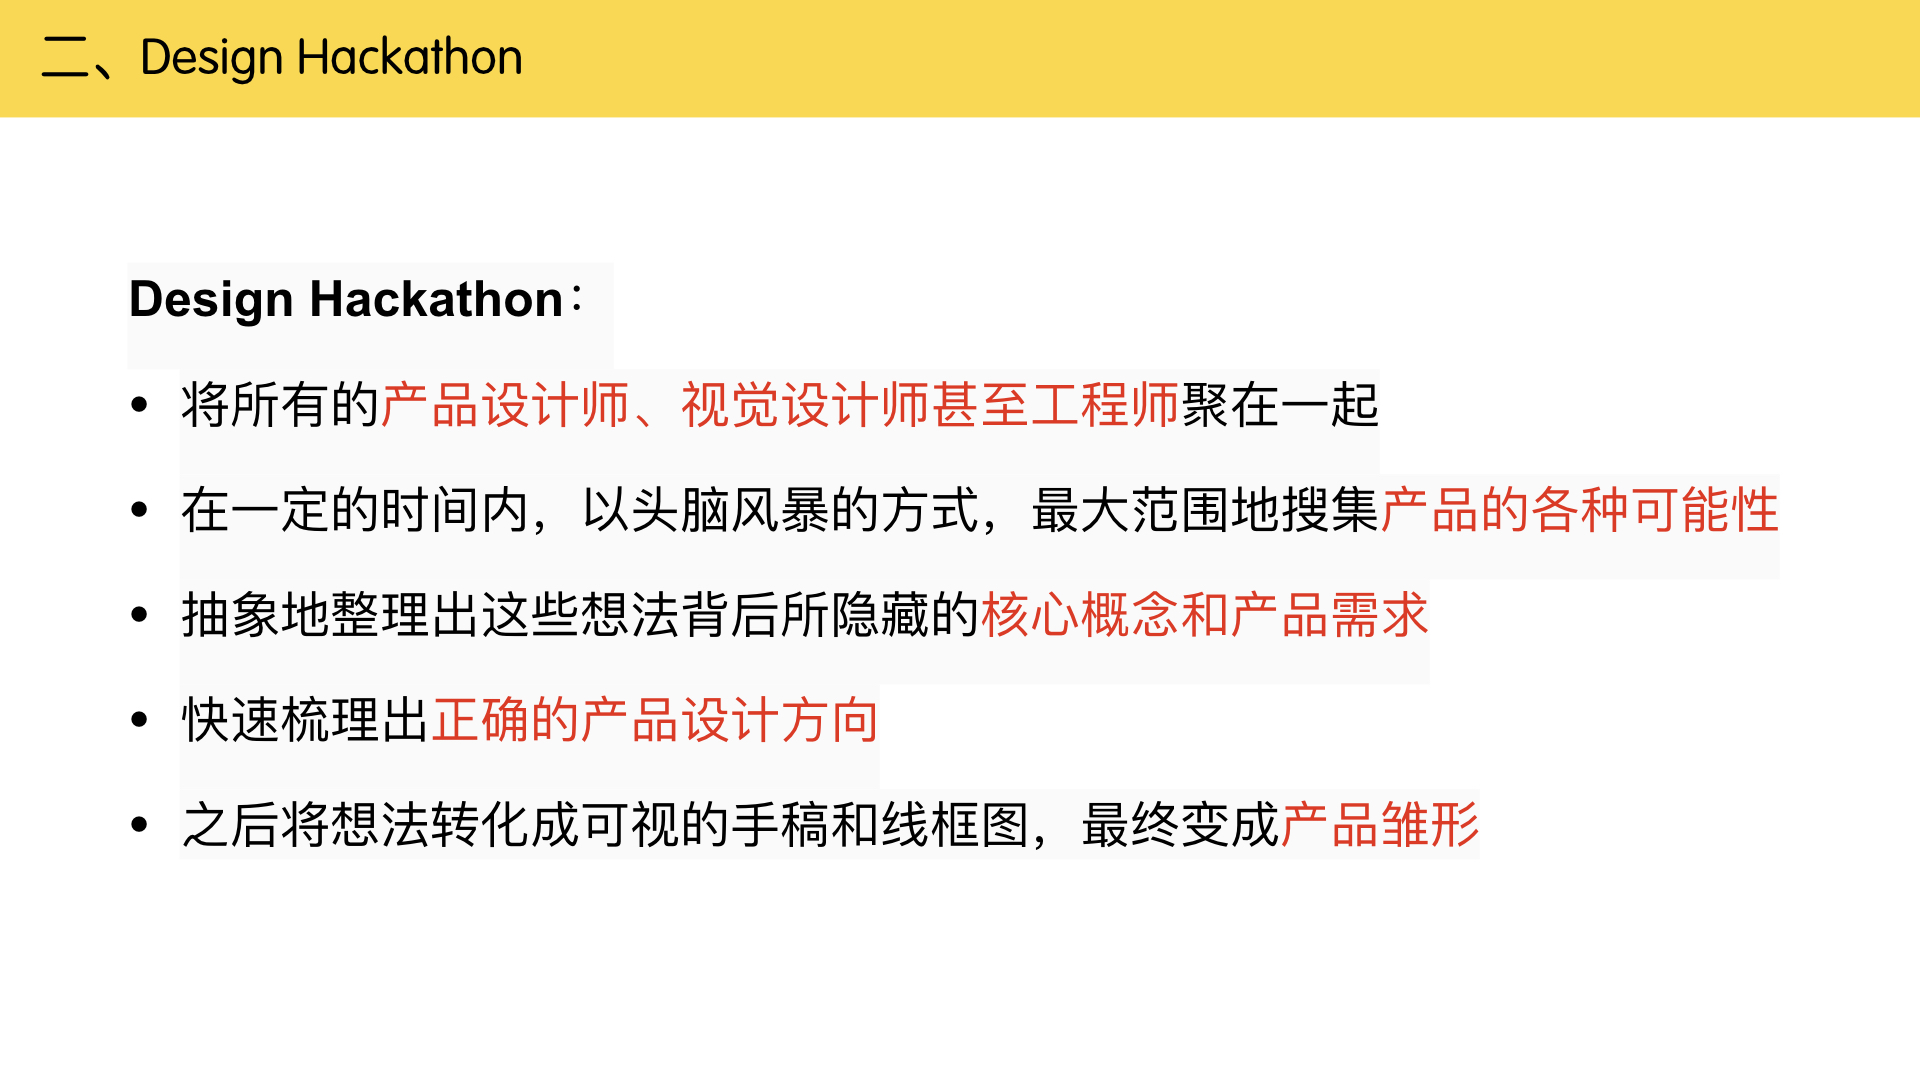 二、Design Hackathon
Design Hackathon：
• 将所有的产品设计师、视觉设计师甚至工程师聚在一起
• 在一定的时间内，以头脑风暴的方式，最大范围地搜集产品的各种可能性
• 抽象地整理出这些想法背后所隐藏的核心概念和产品需求
• 快速梳理出正确的产品设计方向
• 之后将想法转化成可视的手稿和线框图，最终变成产品雏形